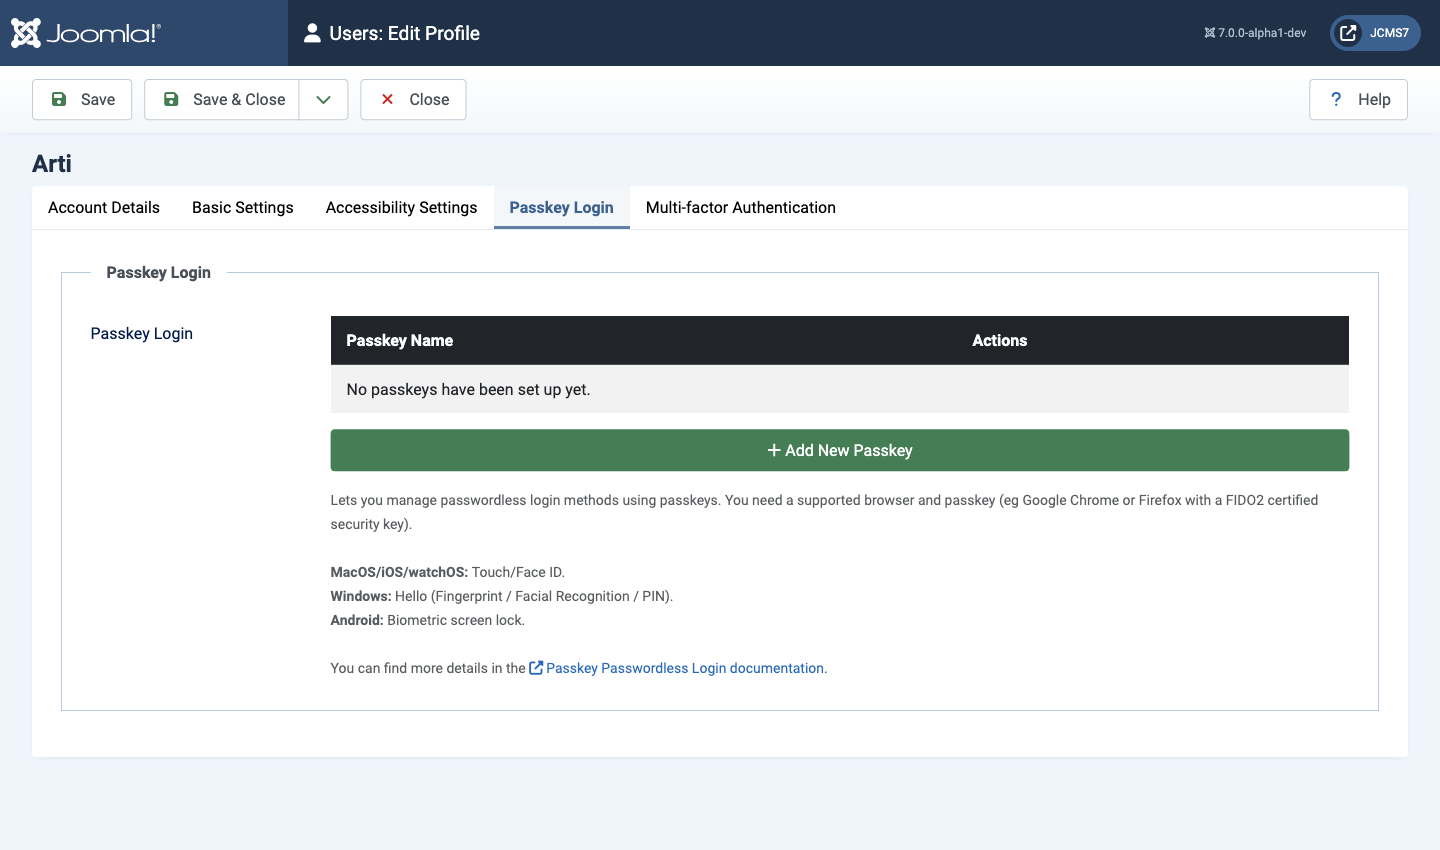 Joomla!®
Users: Edit Profile
7.0.0-alpha1-dev
JCMS7
Save
Save & Close
Close
? Help
Arti
Account Details
Basic Settings
Accessibility Settings
Passkey Login
Multi-factor Authentication
Passkey Login
Passkey Login
Passkey Name
Actions
No passkeys have been set up yet.
+ Add New Passkey
Lets you manage passwordless login methods using passkeys. You need a supported browser and passkey (eg Google Chrome or Firefox with a FIDO2 certified
security key).
MacOS/iOS/watchOS: Touch/Face ID.
Windows: Hello (Fingerprint / Facial Recognition / PIN).
Android: Biometric screen lock.
You can find more details in the Passkey Passwordless Login documentation.